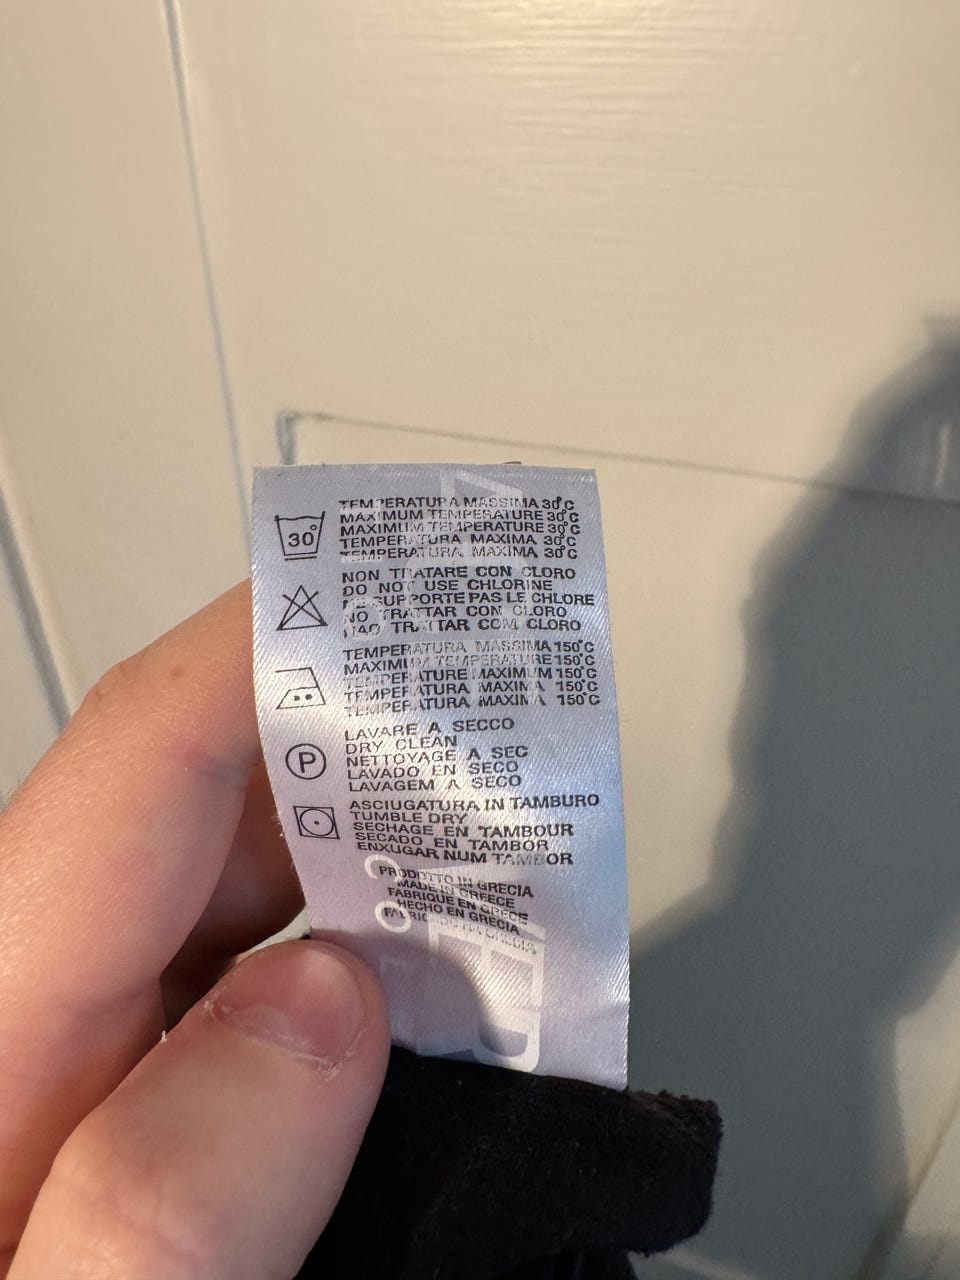 30
TEMPERATURA MASSIMA 30°C
MAXIMUM TEMPERATURE 30°C
MAXIMUM TEMPERATURE 30°C
TEMPERATURA MAXIMA 30°C
TEMPERATURA MAXIMA 30°C
NON TRATARE CON CLORO
DO NOT USE CHLORINE
NE SUPPORTE PAS LE CHLORE
NO TRATTAR CON CLORO
NAO TRATTAR COM CLORO
TEMPERATURA MASSIMA 150°C
MAXIMUM TEMPERATURE 150°C
TEMPERATURE MAXIMUM 150°C
TEMPERATURA MAXIMA 150°C
TEMPERATURA MAXIMA 150°C
P
LAVARE A SECCO
DRY CLEAN
NETTOYAGE A SEC
LAVADO EN SECO
LAVAGEM A SECO
ASCIUGATURA IN TAMBURO
TUMBLE DRY
SECHAGE EN TAMBOUR
SECADO EN TAMBOR
ENXUGAR NUM TAMBOR
PRODOTTO IN GRECIA
MADE IN GREECE
FABRIQUE EN GRECE
HECHO EN GRECIA
FABRICADO NA GRECIA